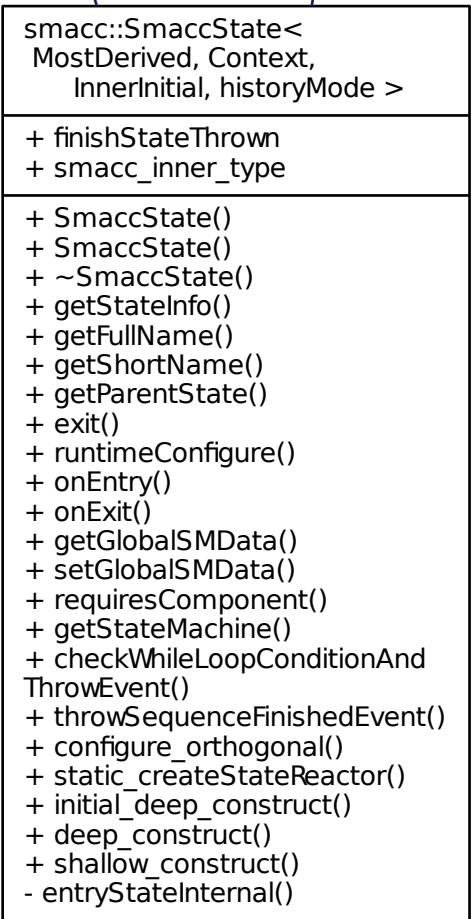 smacc::SmaccState<
MostDerived, Context,
InnerInitial, historyMode >
+ finishStateThrown
+ smacc_inner_type
+ SmaccState()
+ SmaccState()
+ ~SmaccState()
+ getStateInfo()
+ getFullName()
+ getShortName()
+ getParentState()
+ exit()
+ runtimeConfigure()
+ onEntry()
+ onExit()
+ getGlobalSMData()
+ setGlobalSMData()
+ requiresComponent()
+ getStateMachine()
+ checkWhileLoopConditionAnd
ThrowEvent()
+ throwSequenceFinishedEvent()
+ configure_orthogonal()
+ static_createStateReactor()
+ initial_deep_construct()
+ deep_construct()
+ shallow_construct()
- entryStateInternal()